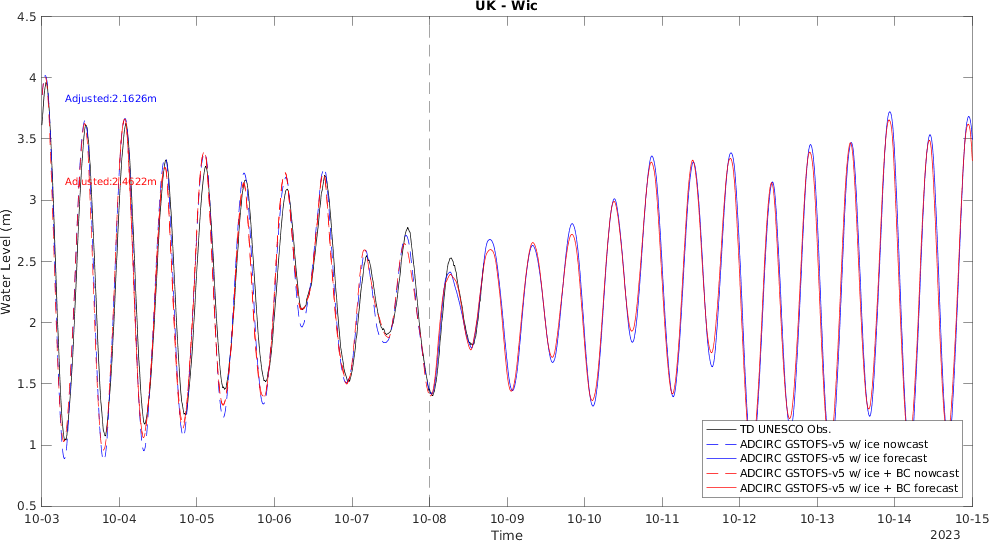 UK - Wic
4.5
4
3.5
3
2.5
2
1.5
1
0.5
Water Level (m)
Adjusted:2.1626m
Adjusted:2.4622m
TD UNESCO Obs.
ADCIRC GSTOFS-v5 w/ ice nowcast
ADCIRC GSTOFS-v5 w/ ice forecast
ADCIRC GSTOFS-v5 w/ ice + BC nowcast
ADCIRC GSTOFS-v5 w/ ice + BC forecast
10-03 10-04 10-05 10-06 10-07 10-08 10-09 10-10 10-11 10-12 10-13 10-14 10-15
Time
2023